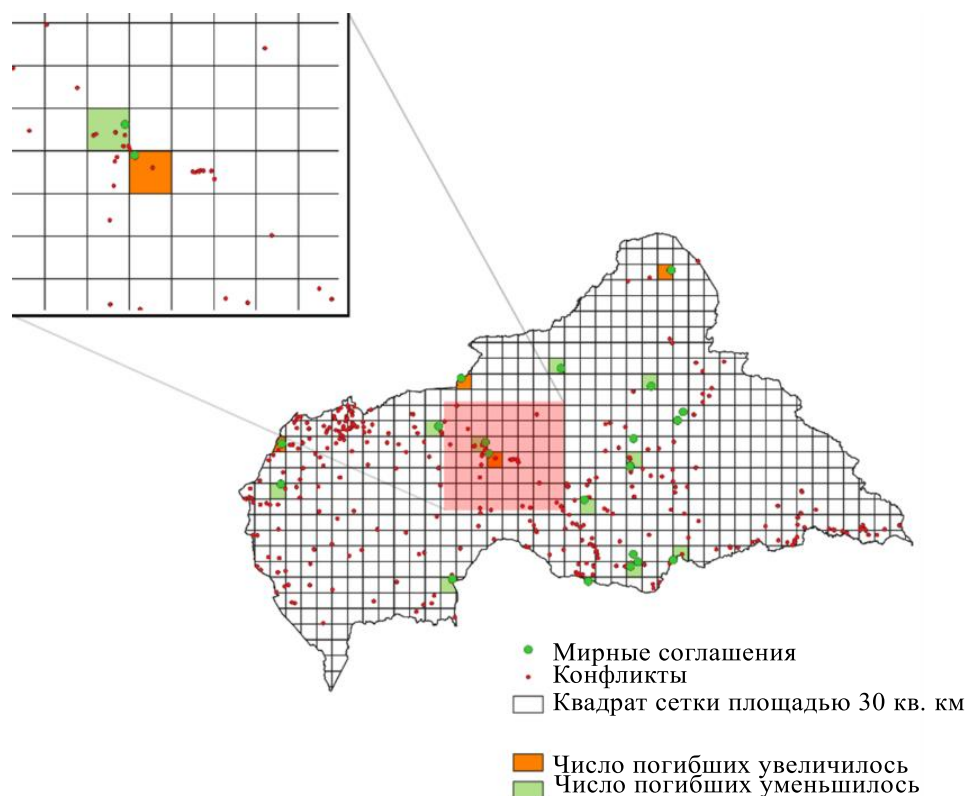 Мирные соглашения
Конфликты
Квадрат сетки площадью 30 кв. км
Число погибших увеличилось
Число погибших уменьшилось